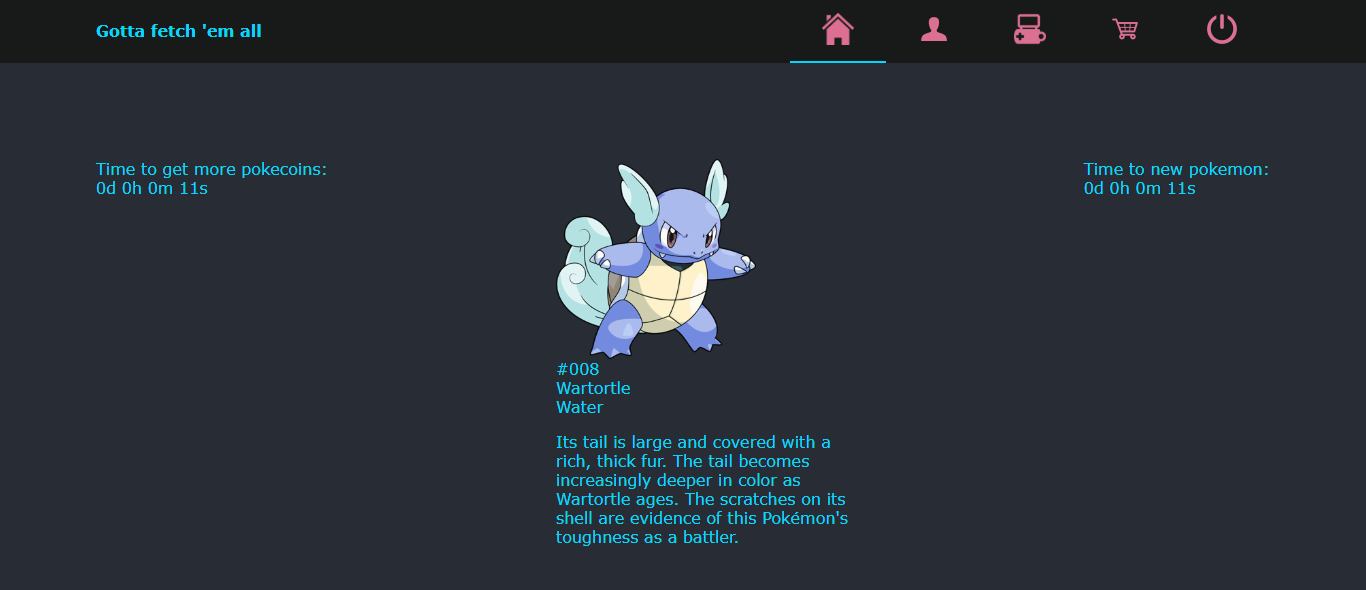 Gotta fetch 'em all
Time to get more pokecoins:
0d 0h 0m 11s
Time to new pokemon:
0d 0h 0m 11s
#008
Wartortle
Water
Its tail is large and covered with a
rich, thick fur. The tail becomes
increasingly deeper in color as
Wartortle ages. The scratches on its
shell are evidence of this Pokémon's
toughness as a battler.